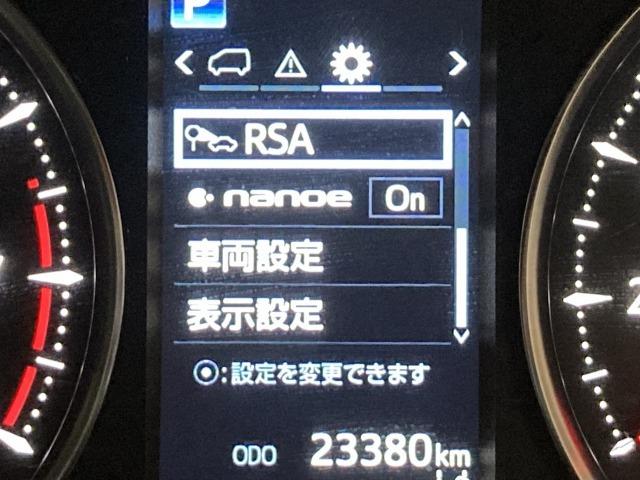 P
RSA
nanoe On
車両設定
表示設定
⦿:設定を変更できます
ODO 23380km